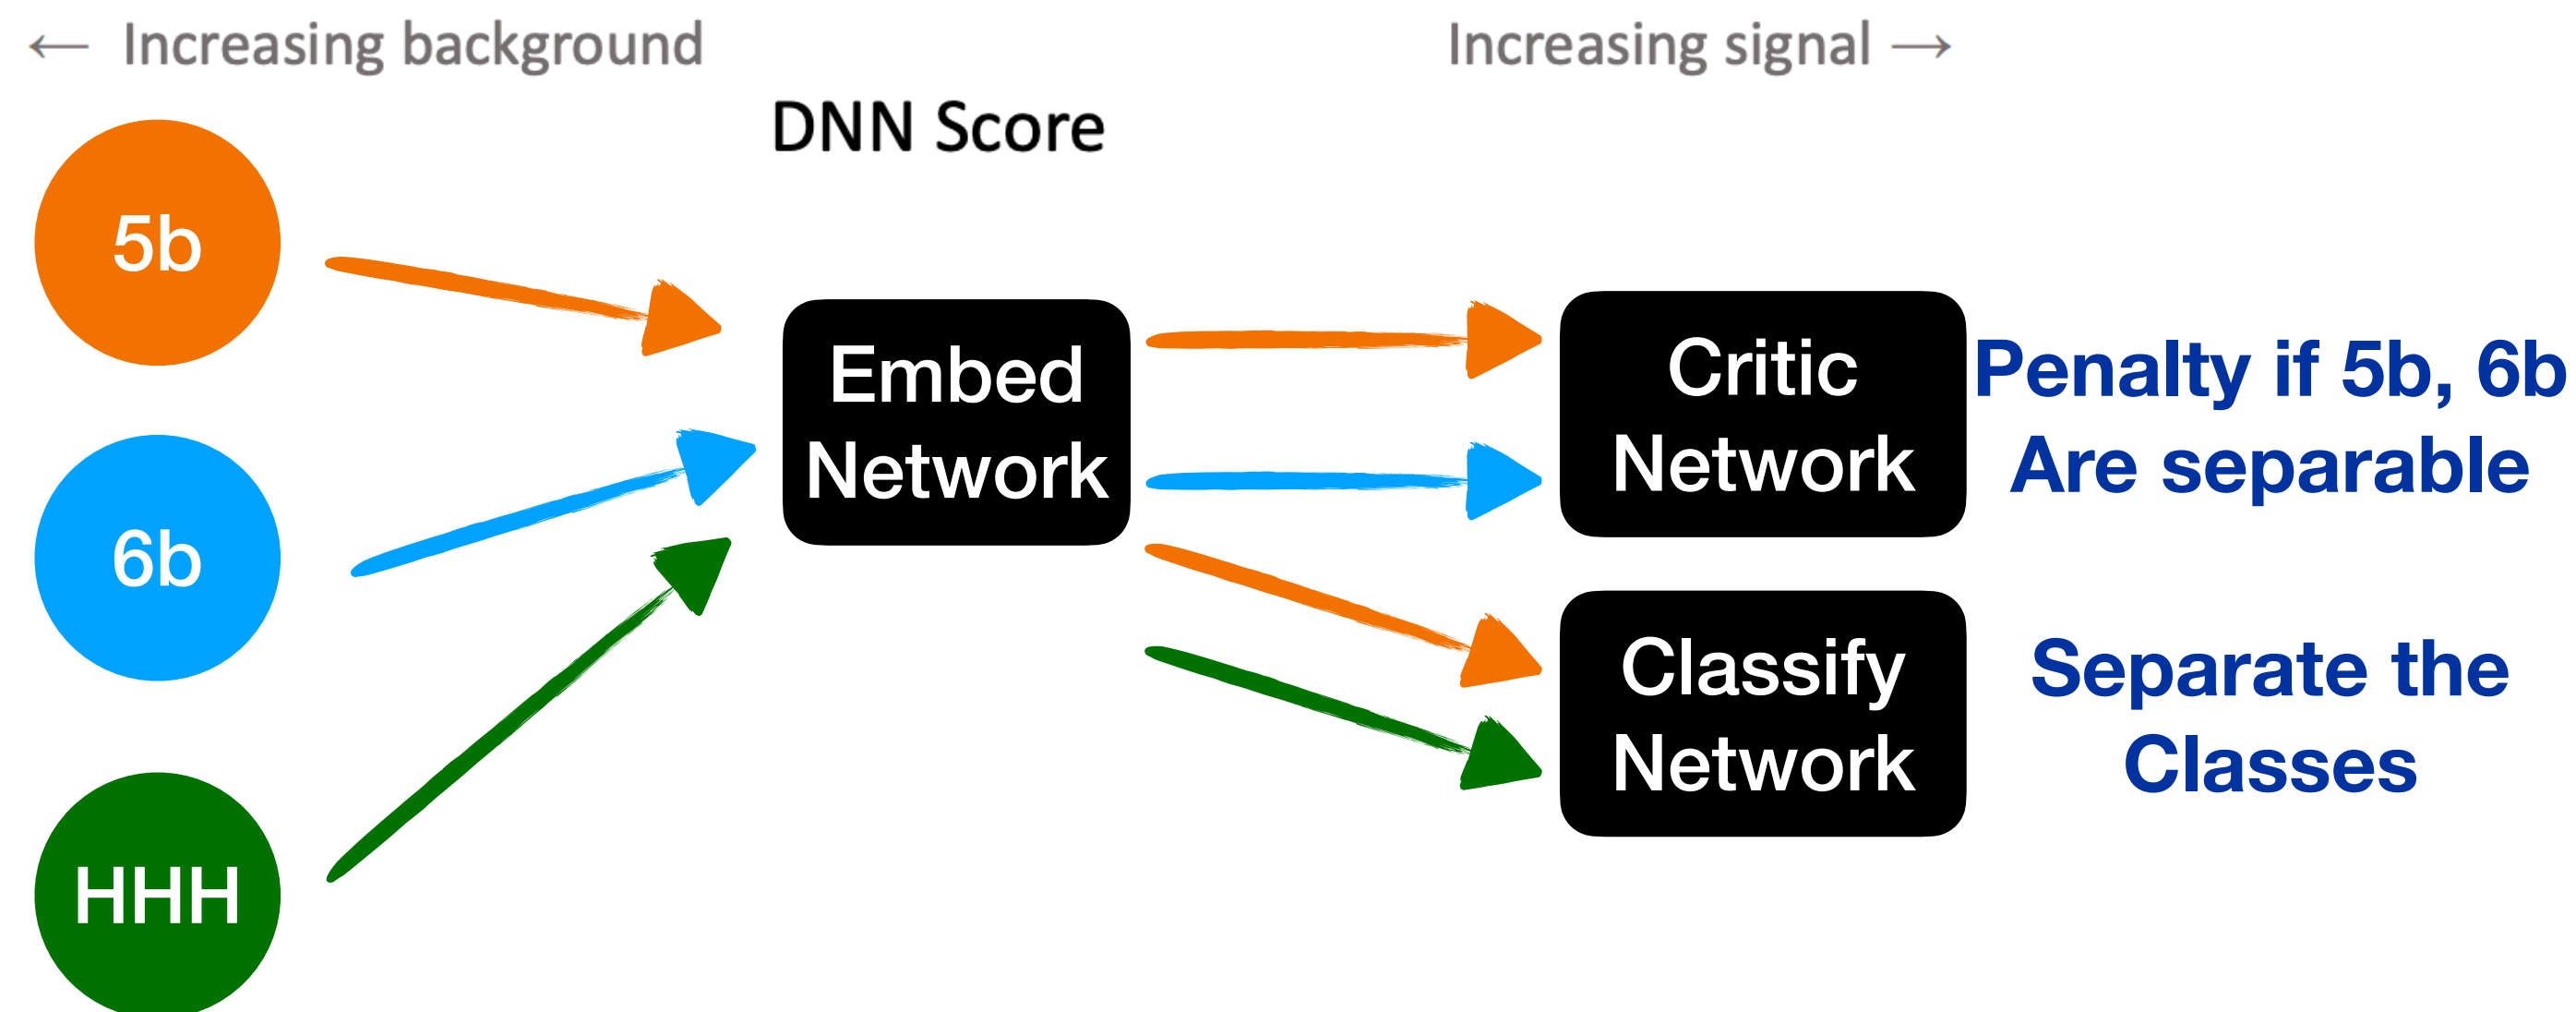 ← Increasing background
Increasing signal →
DNN Score
5b
6b
HHH
Embed
Network
Critic
Network
Penalty if 5b, 6b
Are separable
Classify
Network
Separate the
Classes